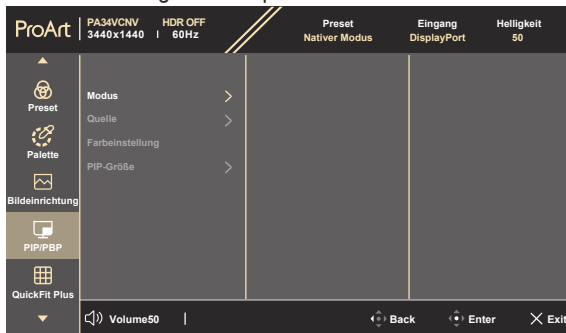 ProArt
PA34VCNV HDR OFF
3440x1440 I 60Hz
Preset
Nativer Modus
Eingang
DisplayPort
Helligkeit
50
Preset
Palette
Bildeinrichtung
PIP/PBP
QuickFit Plus
Modus
Quelle
Farbeinstellung
PIP-Größe
Volume50 |
Back
Enter
Exit